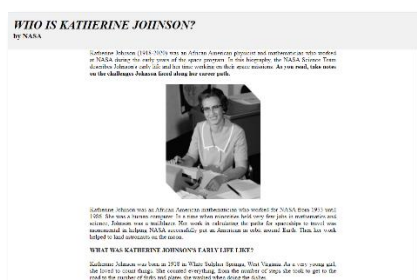 WHO IS KATHERINE JOHNSON?
by NASA
Katherine Johnson (1918-2020) was an African American physicist and mathematician who worked
at NASA during the early years of the space program. In this biography, the NASA Science Team
describes Johnson's early life and her time working on their space missions. As you read, take notes
on the challenges Johnson faced along her career path.
Katherine Johnson was an African American mathematician who worked for NASA from 1953 until
1986. She was a human computer. In a time when minorities held very few jobs in mathematics and
science, Johnson was a trailblazer. Her work in calculating the paths for spaceships to travel was
monumental in helping NASA successfully put an American in orbit around Earth. Then her work
helped to land astronauts on the moon.
WHAT WAS KATHERINE JOHNSON'S EARLY LIFE LIKE?
Katherine Johnson was born in 1918 in White Sulphur Springs, West Virginia. As a very young girl,
she loved to count things. She counted everything, from the number of steps she took to get to the
road to the number of forks and plates she washed when doing the dishes.